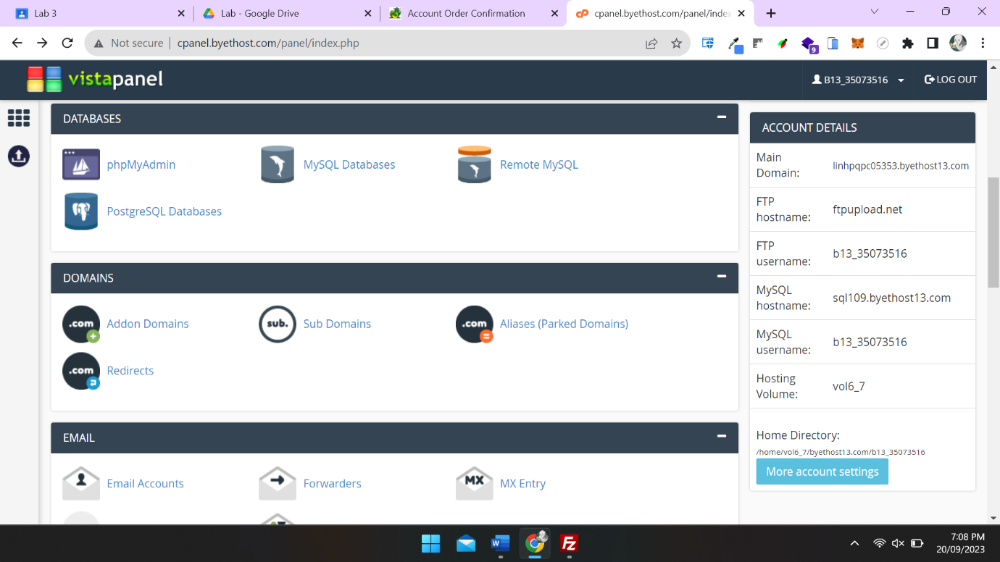 Lab 3
Lab - Google Drive
Account Order Confirmation
cpanel.byethost.com/panel/index
Not secure
cpanel.byethost.com/panel/index.php
9
vistapanel
B13_35073516
LOG OUT
DATABASES
phpMyAdmin
MySQL Databases
Remote MySQL
PostgreSQL Databases
DOMAINS
.com
Addon Domains
sub.
Sub Domains
.com
Aliases (Parked Domains)
.com
Redirects
EMAIL
Email Accounts
Forwarders
MX
MX Entry
ACCOUNT DETAILS
Main
Domain:
linhpqpc05353.byethost13.com
FTP
hostname:
ftpupload.net
FTP
username:
b13_35073516
MySQL
hostname:
sql109.byethost13.com
MySQL
username:
b13_35073516
Hosting
Volume:
vol6_7
Home Directory:
/home/vol6_7/byethost13.com/b13_35073516
More account settings
7:08 PM
20/09/2023